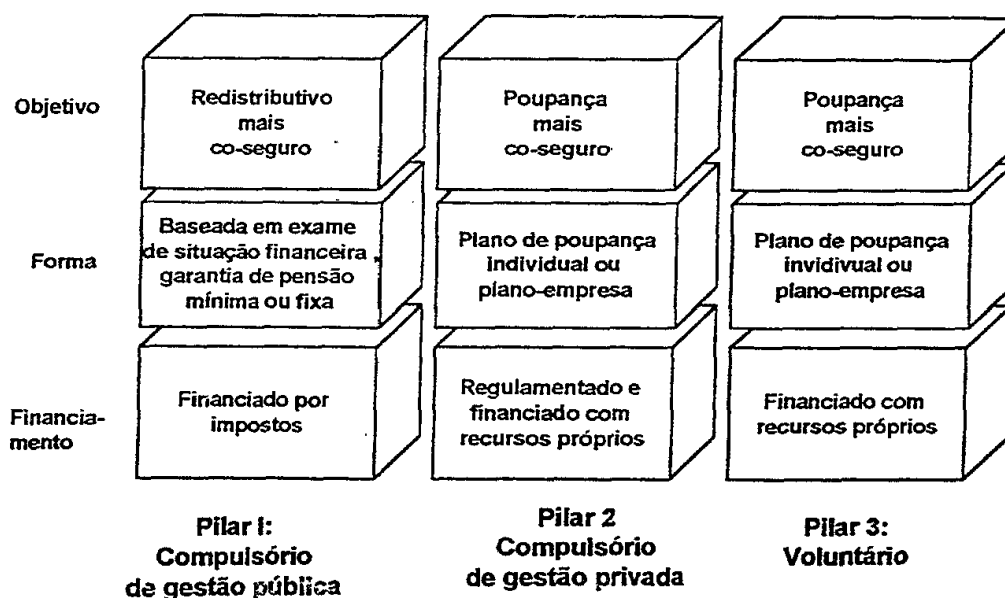 Objetivo
Redistributivo
mais
co-seguro
Poupança
mais
co-seguro
Poupança
mais
co-seguro
Forma
Baseada em exame
de situação financeira,
garantia de pensão
mínima ou fixa
Plano de poupança
individual ou
plano-empresa
Plano de poupança
invidivual ou
plano-empresa
Financia-
mento
Financiado por
impostos
Regulamentado e
financiado com
recursos próprios
Financiado com
recursos próprios
Pilar I:
Compulsório
de gestão pública
Pilar 2
Compulsório
de gestão privada
Pilar 3:
Voluntário